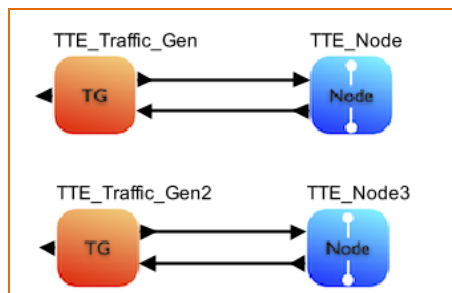 TTE_Traffic_Gen TTE_Node
TG Node
TTE_Traffic_Gen2 TTE_Node3
TG Node